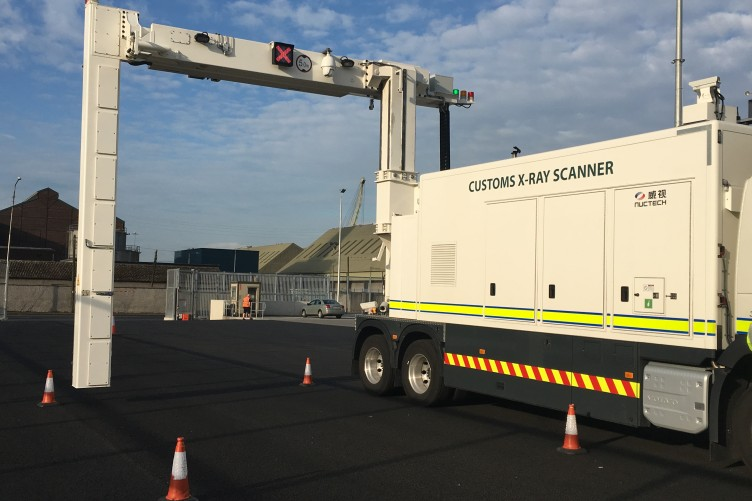 CUSTOMS X-RAY SCANNER
威视
NUCTECH